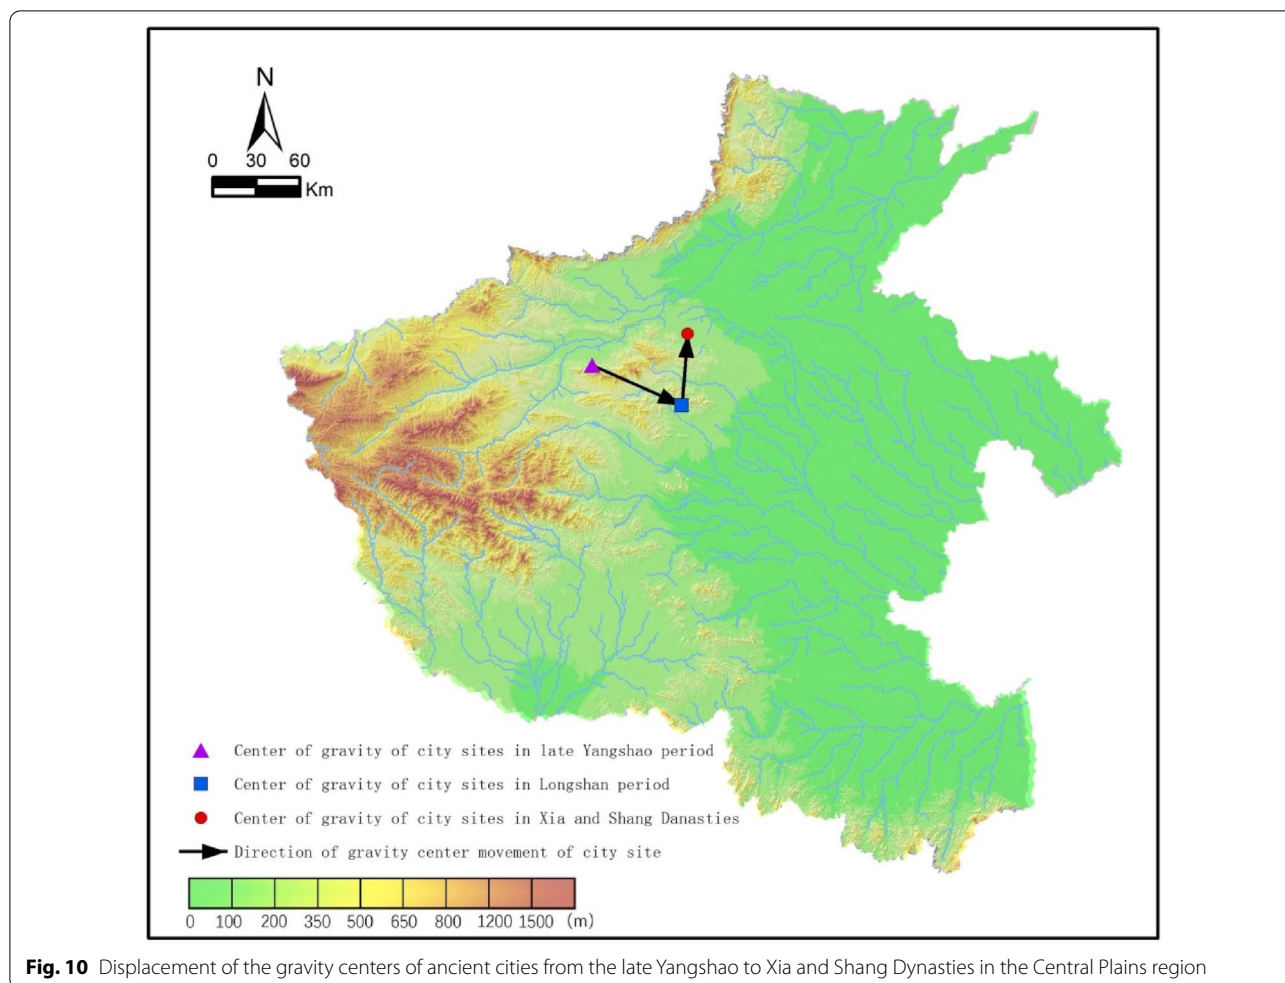 N
0 30 60
Km
Center of gravity of city sites in late Yangshao period
Center of gravity of city sites in Longshan period
Center of gravity of city sites in Xia and Shang Danasties
Direction of gravity center movement of city site
0 100 200 350 500 650 800 1200 1500 (m)
Fig. 10 Displacement of the gravity centers of ancient cities from the late Yangshao to Xia and Shang Dynasties in the Central Plains region